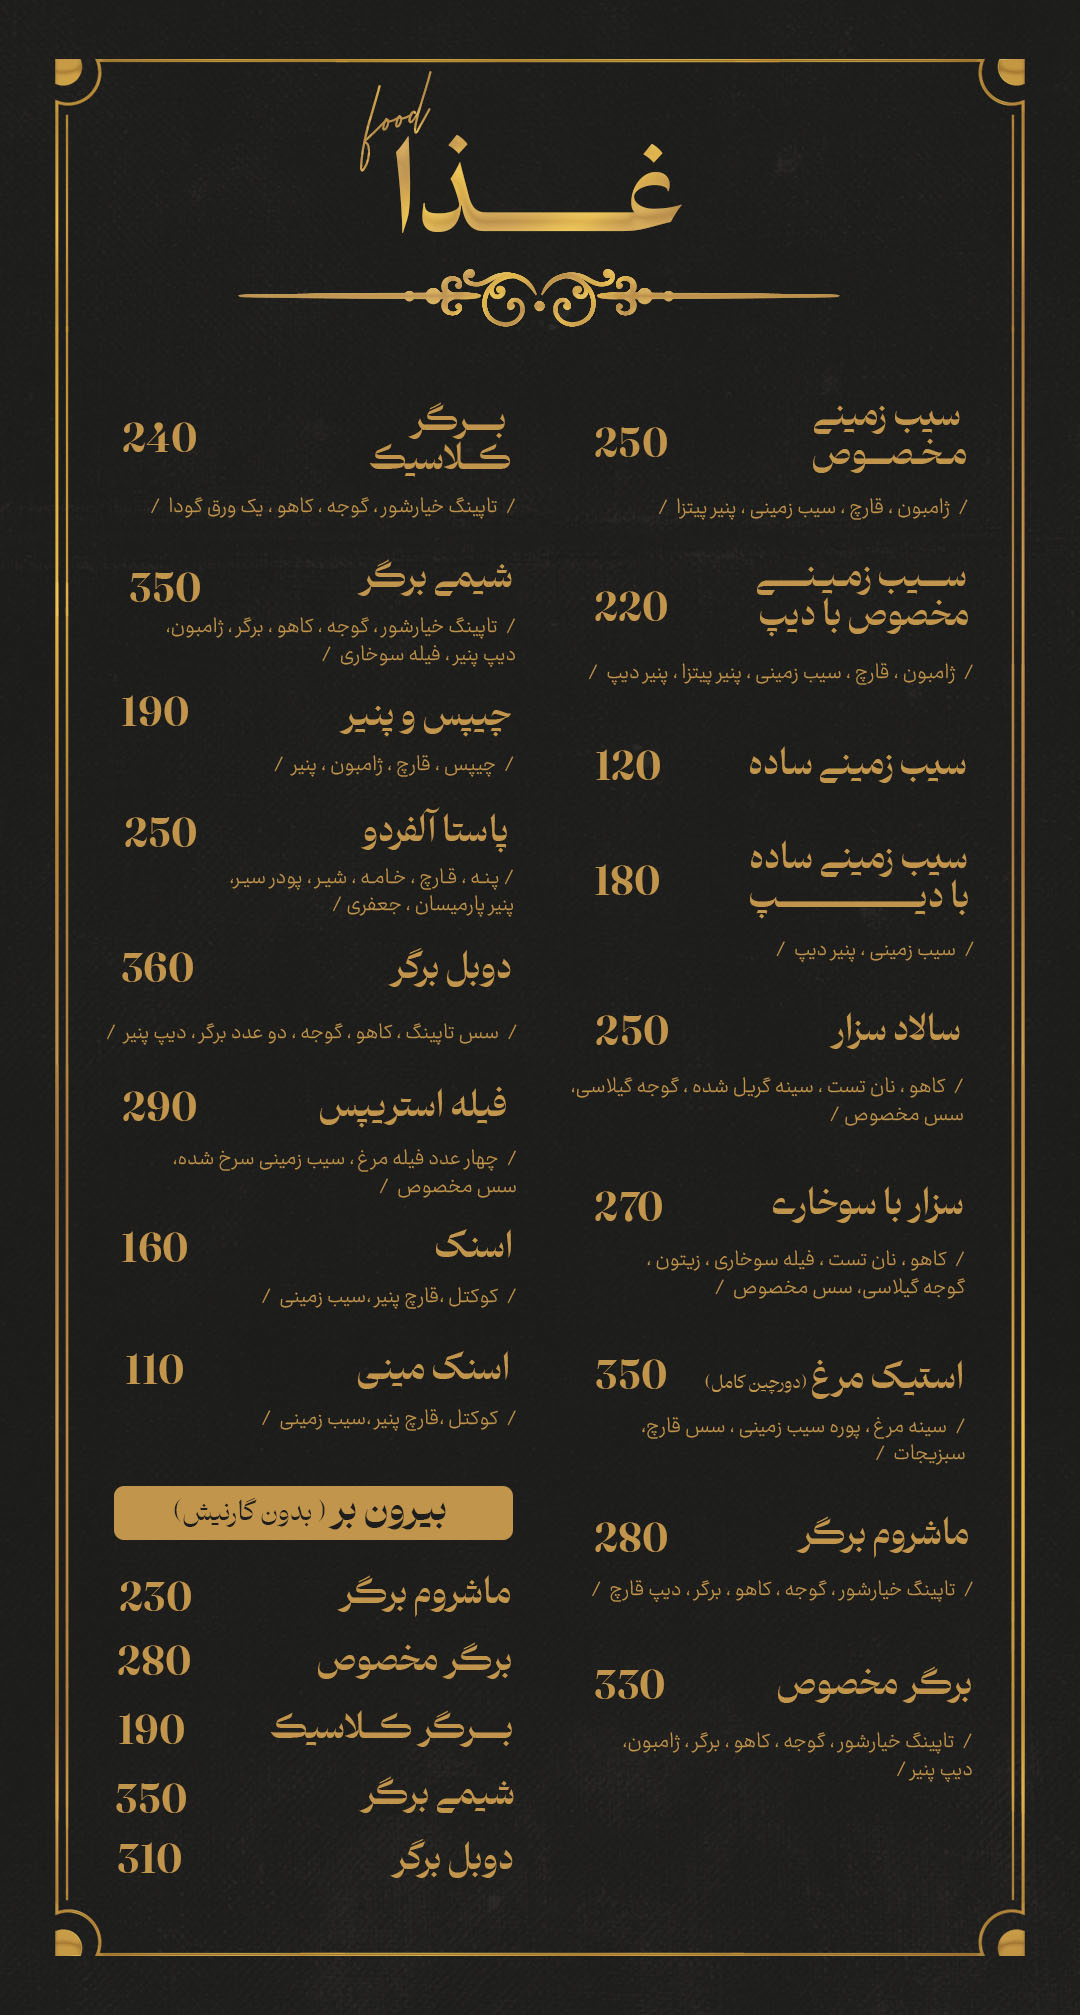 food
غذا
سیب زمینی
مخصوص
250
/ ژامبون ، قارچ ، سیب زمینی ، پنیر پیتزا /
سیب زمینی
مخصوص با دیپ
220
/ ژامبون ، قارچ ، سیب زمینی ، پنیر پیتزا ، پنیر دیپ /
سیب زمینی ساده
120
سیب زمینی ساده
با دیپ
180
/ سیب زمینی ، پنیر دیپ /
سالاد سزار
250
/ کاهو ، نان تست ، سینه گریل شده ، گوجه گیلاسی،
سس مخصوص /
سزار با سوخاری
270
/ کاهو ، نان تست ، فیله سوخاری ، زیتون ،
گوجه گیلاسی، سس مخصوص /
استیک مرغ (دورچین کامل)
350
/ سینه مرغ ، پوره سیب زمینی ، سس قارچ،
سبزیجات /
ماشروم برگر
280
/ تاپینگ خیارشور ، گوجه ، کاهو ، برگر ، دیپ قارچ /
برگر مخصوص
330
/ تاپینگ خیارشور ، گوجه ، کاهو ، برگر ، ژامبون،
دیپ پنیر /
برگر
کلاسیک
240
/ تاپینگ خیارشور ، گوجه ، کاهو ، یک ورق گودا /
شیمی برگر
350
/ تاپینگ خیارشور ، گوجه ، کاهو ، برگر ، ژامبون،
دیپ پنیر ، فیله سوخاری /
چیپس و پنیر
190
/ چیپس ، قارچ ، ژامبون ، پنیر /
پاستا آلفردو
250
/ پنه ، قارچ ، خامه ، شیر ، پودر سیر،
پنیر پارمیسان ، جعفری /
دوبل برگر
360
/ سس تاپینگ ، کاهو ، گوجه ، دو عدد برگر ، دیپ پنیر /
فیله استریپس
290
/ چهار عدد فیله مرغ ، سیب زمینی سرخ شده،
سس مخصوص /
اسنک
160
/ کوکتل ،قارچ پنیر ،سیب زمینی /
اسنک مینی
110
/ کوکتل ،قارچ پنیر ،سیب زمینی /
بیرون بر ( بدون گارنیش)
ماشروم برگر
230
برگر مخصوص
280
برگر کلاسیک
190
شیمی برگر
350
دوبل برگر
310